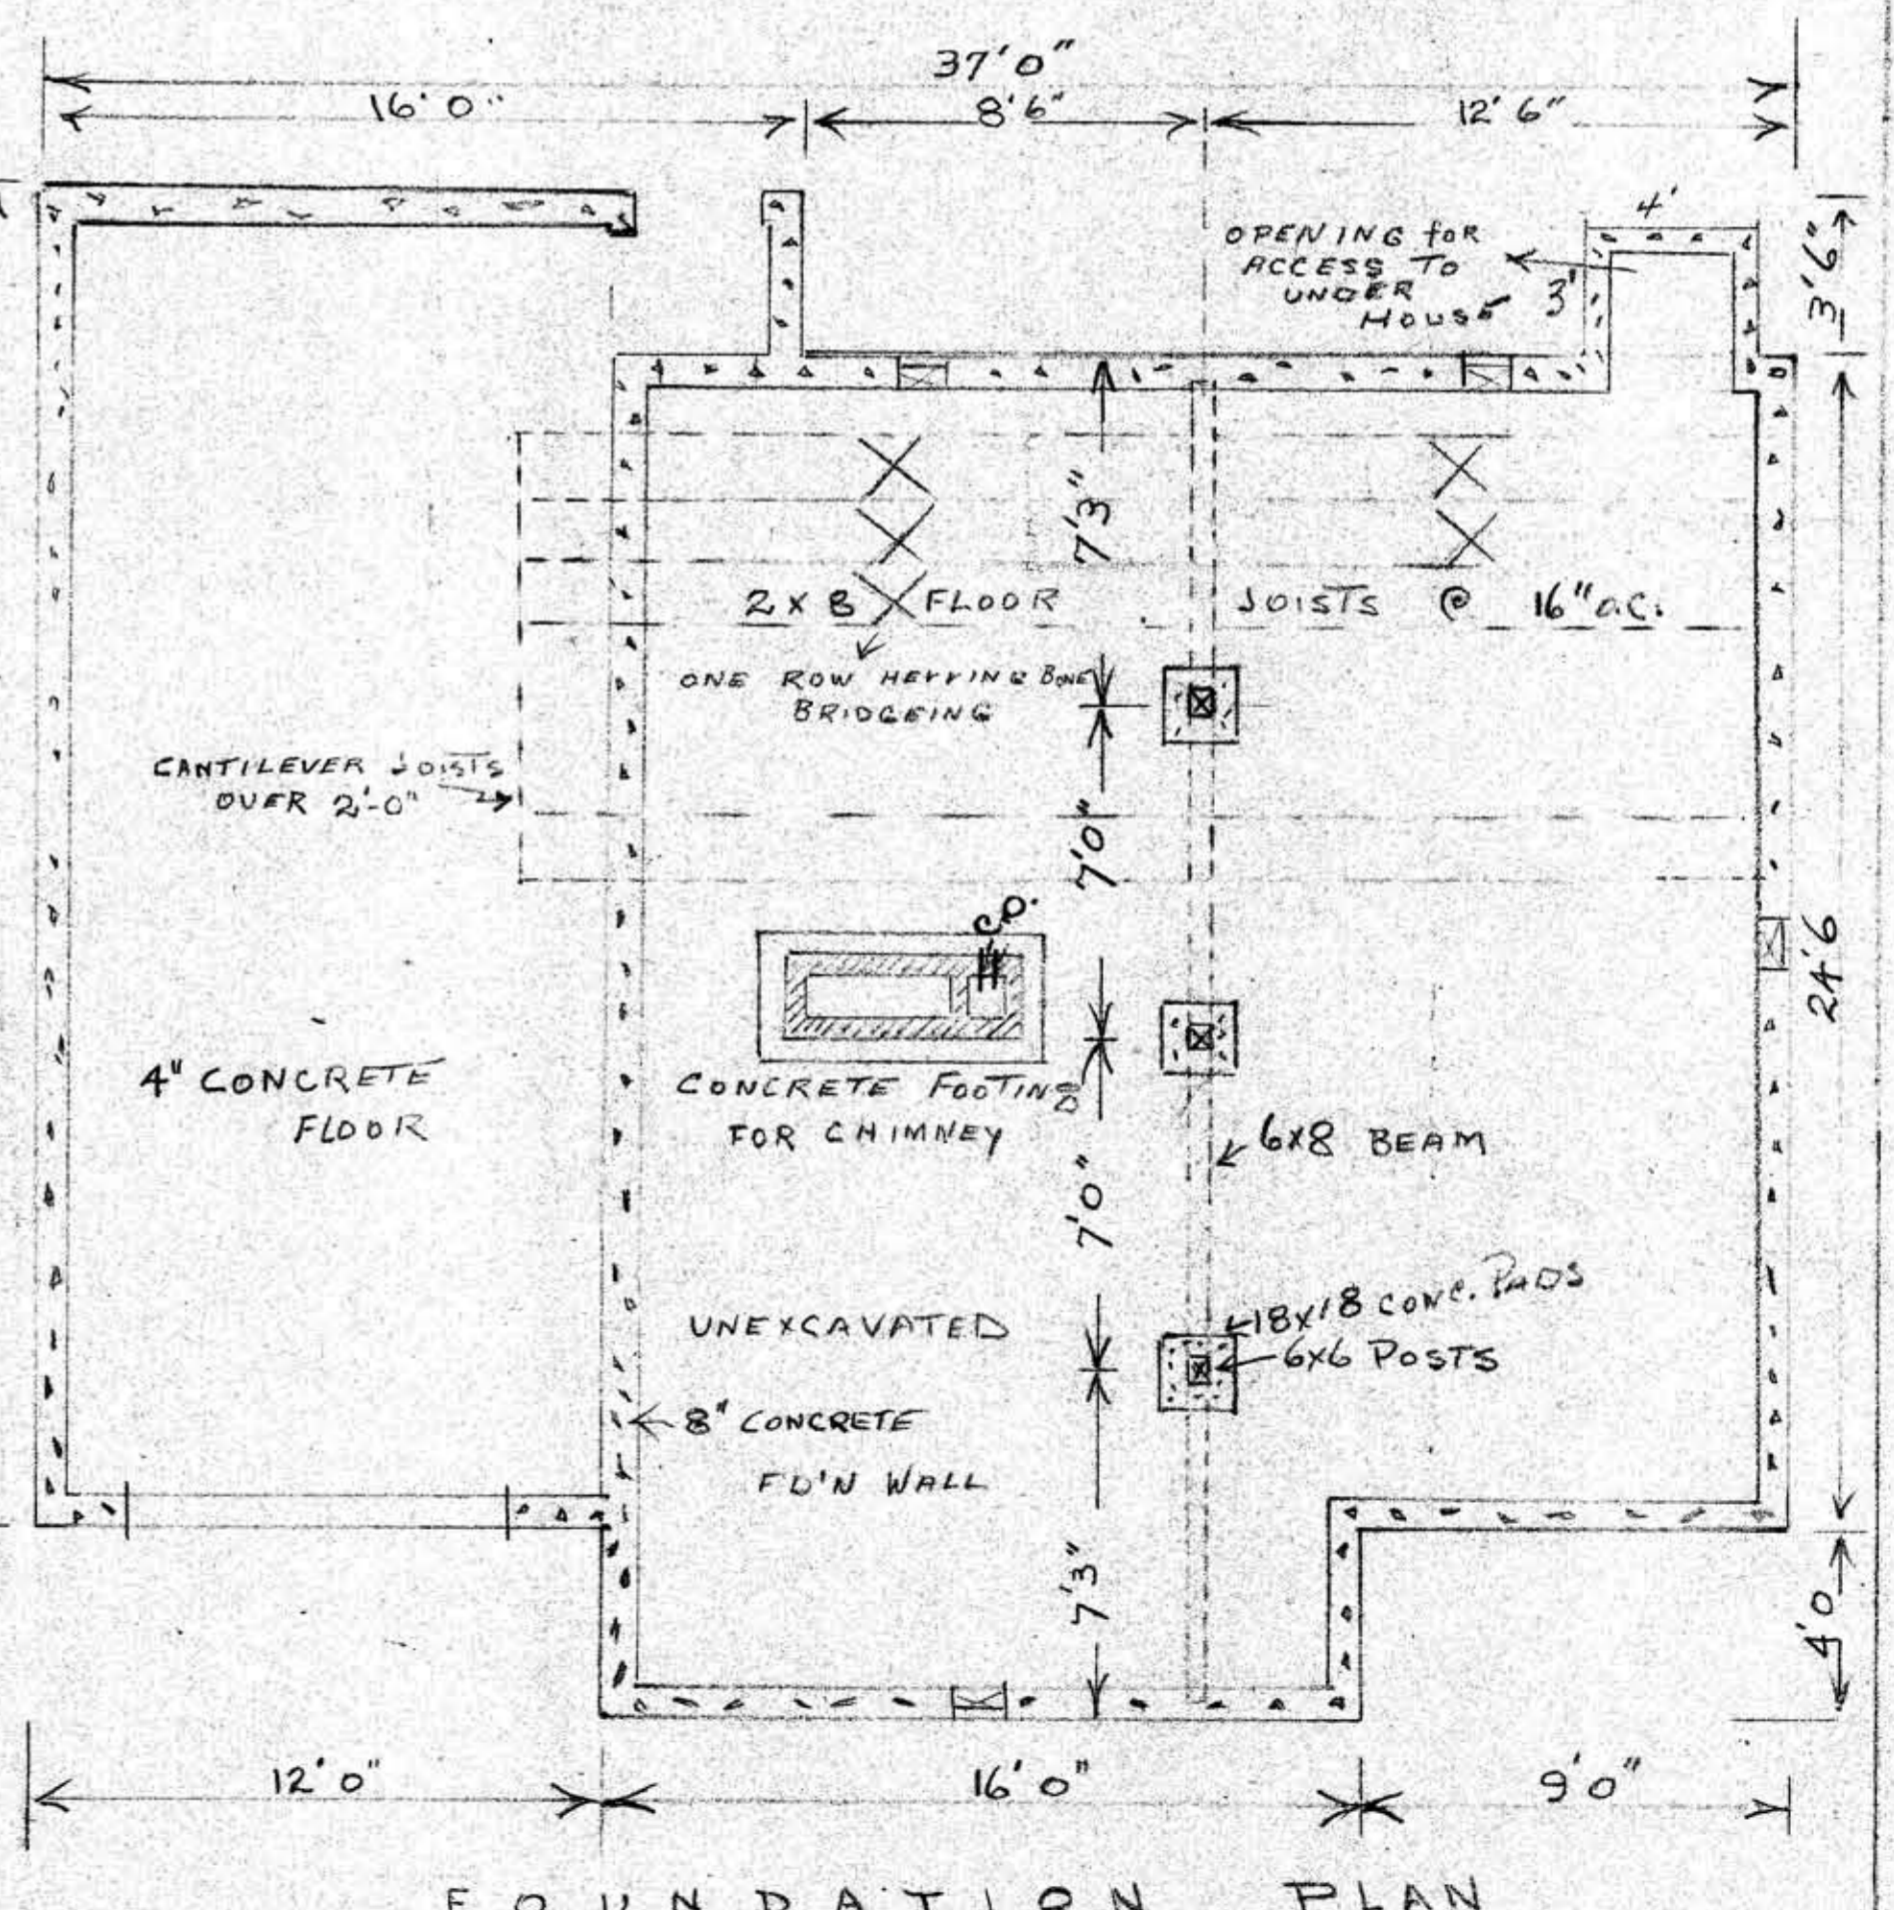 37'0"
16'0" 8'6" 12'6"
4'
3'6"
OPENING foR
ACCESS TO
UNDER
HOUSE
3'
7'3"
2 x 8 FLOOR JOISTS @ 16" O.C.
ONE ROW HERRINGBONE
BRIDGEING
CANTILEVER JOISTS
OVER 2'-0"
7'0"
C.O.
24'6
4" CONCRETE
FLOOR
CONCRETE FOOTING
FOR CHIMNEY
6x8 BEAM
7'0"
18x18 CONC. PADS
6x6 POSTS
UNEXCAVATED
8" CONCRETE
FD'N WALL
7'3"
4'0
12'0" 16'0" 9'0"
FOUNDATION PLAN